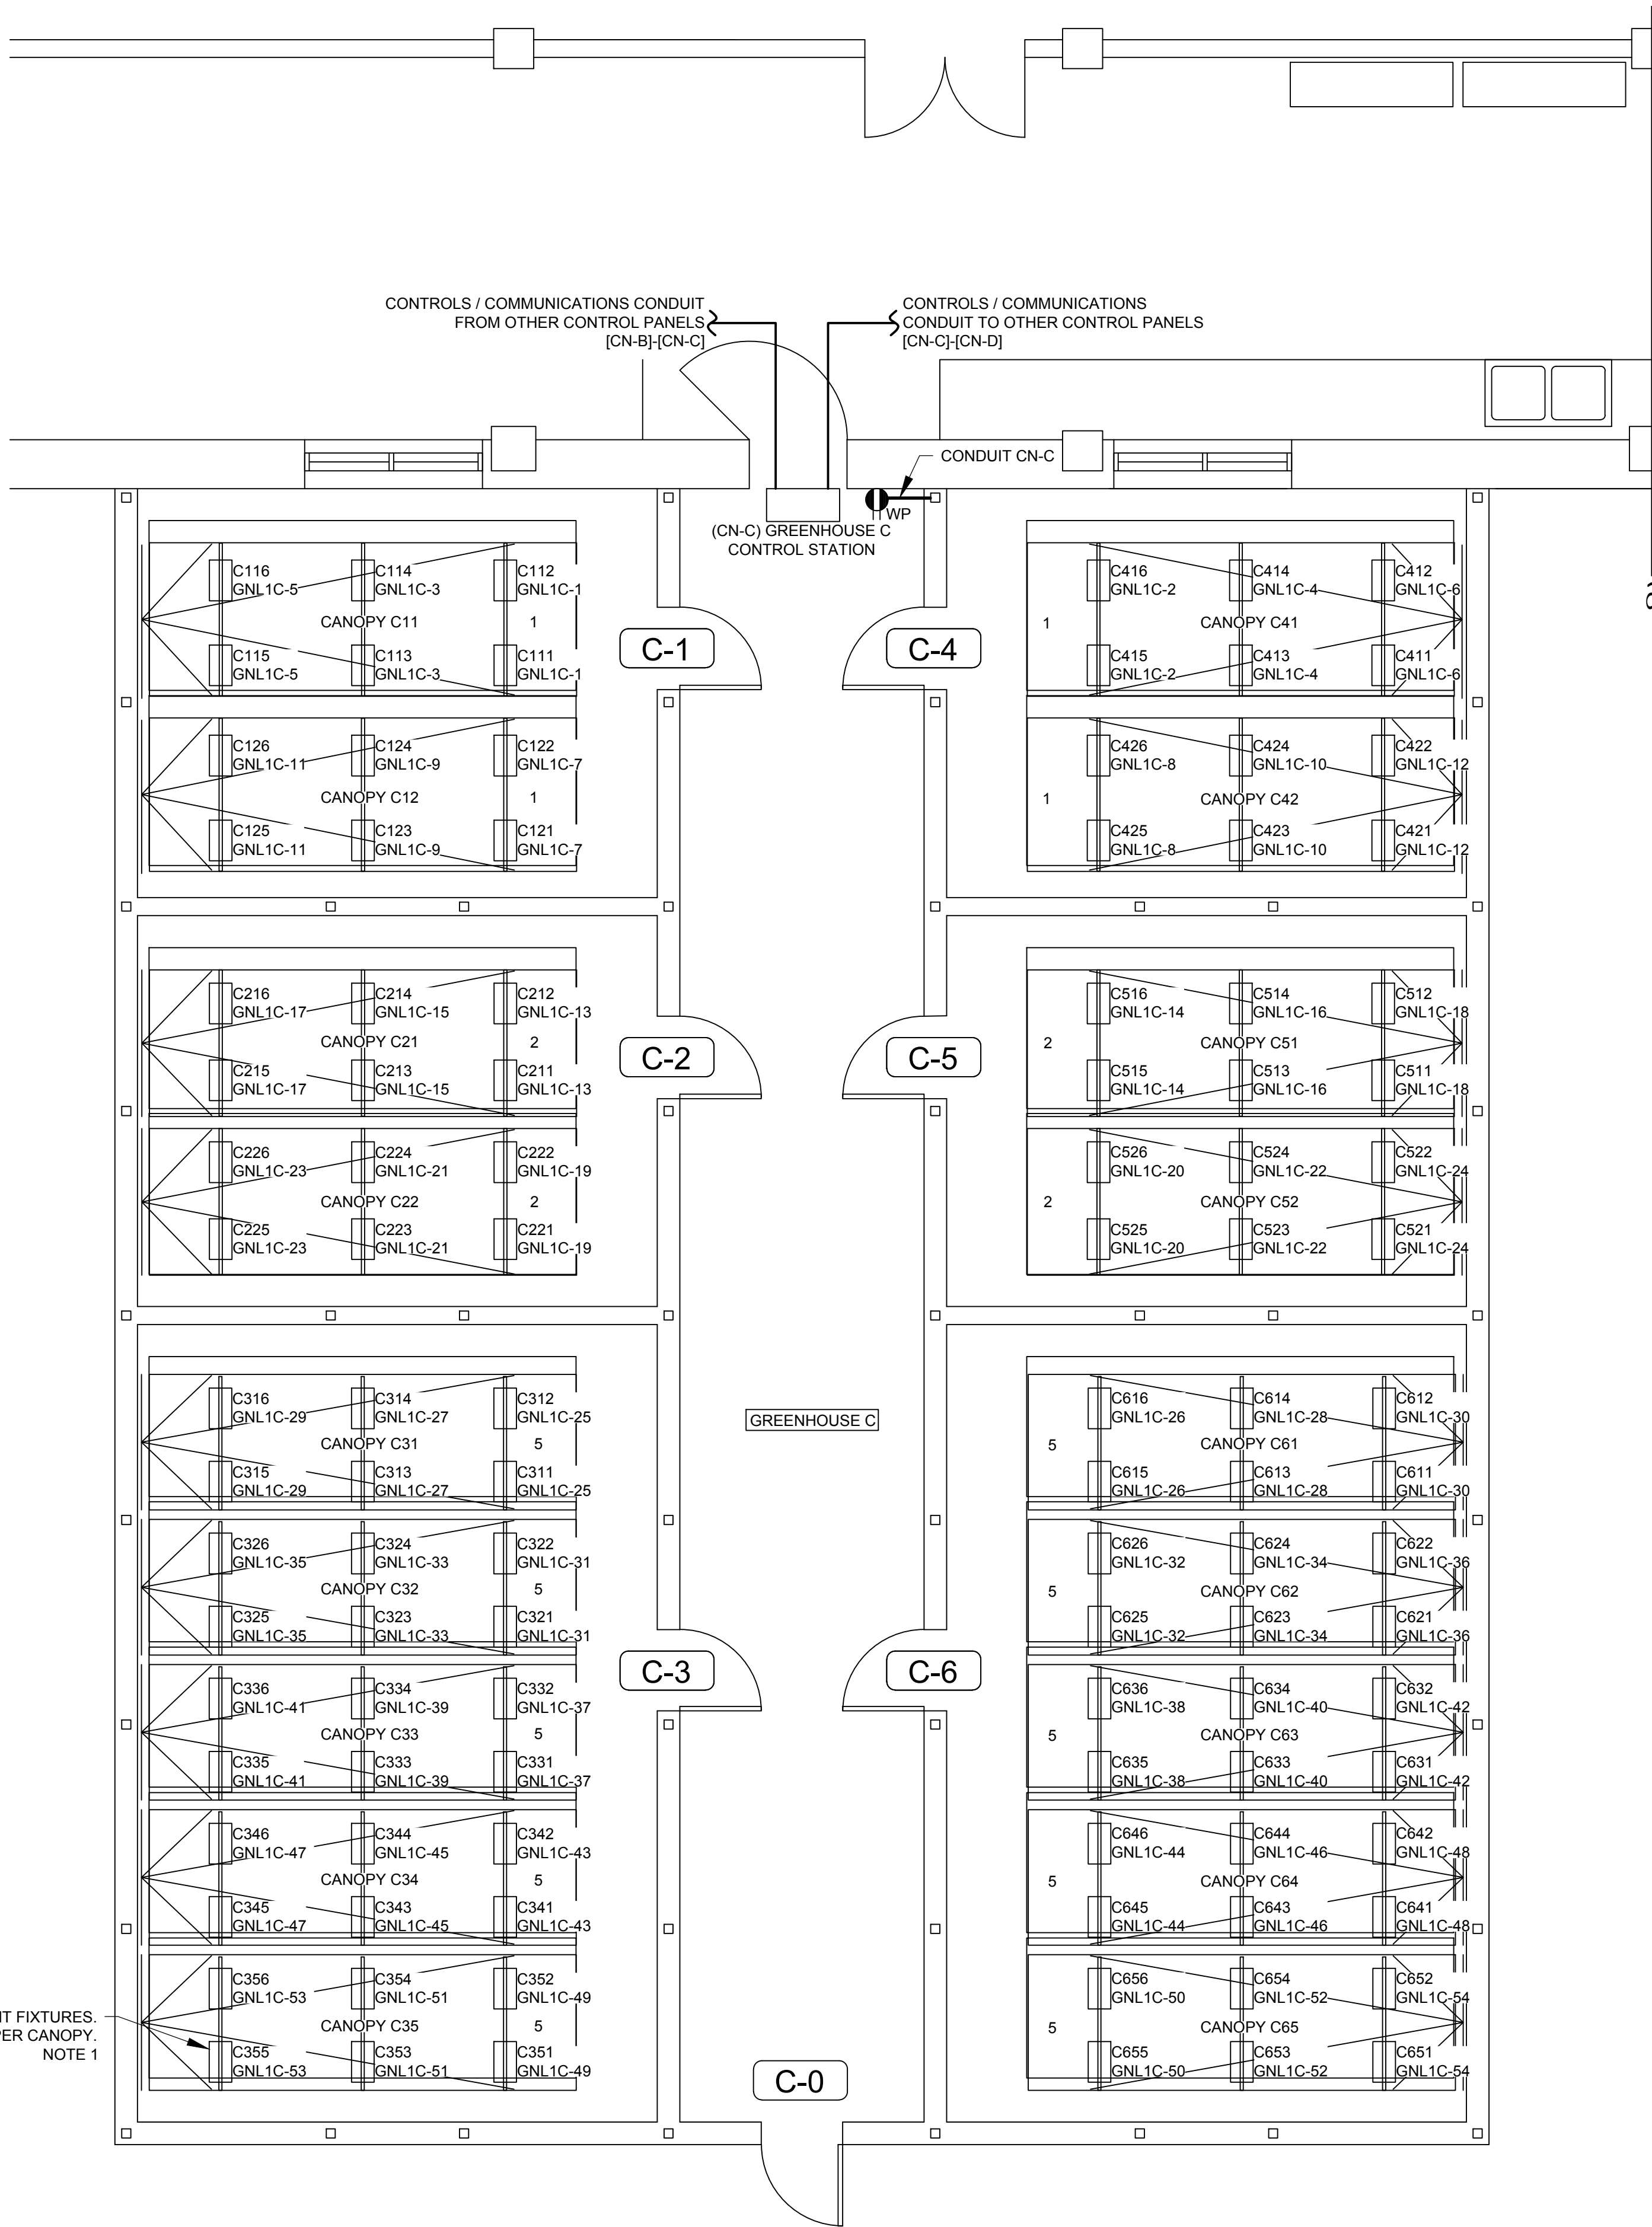 CONTROLS / COMMUNICATIONS CONDUIT
FROM OTHER CONTROL PANELS
[CN-B]-[CN-C]
CONTROLS / COMMUNICATIONS
CONDUIT TO OTHER CONTROL PANELS
[CN-C]-[CN-D]
CONDUIT CN-C
WP
(CN-C) GREENHOUSE C
CONTROL STATION
C116 C114 C112
GNL1C-5 GNL1C-3 GNL1C-1
CANOPY C11 1
C115 C113 C111
GNL1C-5 GNL1C-3 GNL1C-1
C-1
C126 C124 C122
GNL1C-11 GNL1C-9 GNL1C-7
CANOPY C12 1
C125 C123 C121
GNL1C-11 GNL1C-9 GNL1C-7
C416 C414 C412
GNL1C-2 GNL1C-4 GNL1C-6
1 CANOPY C41
C415 C413 C411
GNL1C-2 GNL1C-4 GNL1C-6
C-4
C426 C424 C422
GNL1C-8 GNL1C-10 GNL1C-12
1 CANOPY C42
C425 C423 C421
GNL1C-8 GNL1C-10 GNL1C-12
C216 C214 C212
GNL1C-17 GNL1C-15 GNL1C-13
CANOPY C21 2
C215 C213 C211
GNL1C-17 GNL1C-15 GNL1C-13
C-2
C226 C224 C222
GNL1C-23 GNL1C-21 GNL1C-19
CANOPY C22 2
C225 C223 C221
GNL1C-23 GNL1C-21 GNL1C-19
C516 C514 C512
GNL1C-14 GNL1C-16 GNL1C-18
2 CANOPY C51
C515 C513 C511
GNL1C-14 GNL1C-16 GNL1C-18
C-5
C526 C524 C522
GNL1C-20 GNL1C-22 GNL1C-24
2 CANOPY C52
C525 C523 C521
GNL1C-20 GNL1C-22 GNL1C-24
C316 C314 C312
GNL1C-29 GNL1C-27 GNL1C-25
CANOPY C31 5
C315 C313 C311
GNL1C-29 GNL1C-27 GNL1C-25
C326 C324 C322
GNL1C-35 GNL1C-33 GNL1C-31
CANOPY C32 5
C325 C323 C321
GNL1C-35 GNL1C-33 GNL1C-31
C-3
C336 C334 C332
GNL1C-41 GNL1C-39 GNL1C-37
CANOPY C33 5
C335 C333 C331
GNL1C-41 GNL1C-39 GNL1C-37
C346 C344 C342
GNL1C-47 GNL1C-45 GNL1C-43
CANOPY C34 5
C345 C343 C341
GNL1C-47 GNL1C-45 GNL1C-43
C356 C354 C352
GNL1C-53 GNL1C-51 GNL1C-49
CANOPY C35 5
C355 C353 C351
GNL1C-53 GNL1C-51 GNL1C-49
FIXTURES.
CANOPY.
NOTE 1
GREENHOUSE C
C616 C614 C612
GNL1C-26 GNL1C-28 GNL1C-30
5 CANOPY C61
C615 C613 C611
GNL1C-26 GNL1C-28 GNL1C-30
C626 C624 C622
GNL1C-32 GNL1C-34 GNL1C-36
5 CANOPY C62
C625 C623 C621
GNL1C-32 GNL1C-34 GNL1C-36
C-6
C636 C634 C632
GNL1C-38 GNL1C-40 GNL1C-42
5 CANOPY C63
C635 C633 C631
GNL1C-38 GNL1C-40 GNL1C-42
C646 C644 C642
GNL1C-44 GNL1C-46 GNL1C-48
5 CANOPY C64
C645 C643 C641
GNL1C-44 GNL1C-46 GNL1C-48
C656 C654 C652
GNL1C-50 GNL1C-52 GNL1C-54
5 CANOPY C65
C655 C653 C651
GNL1C-50 GNL1C-52 GNL1C-54
C-0